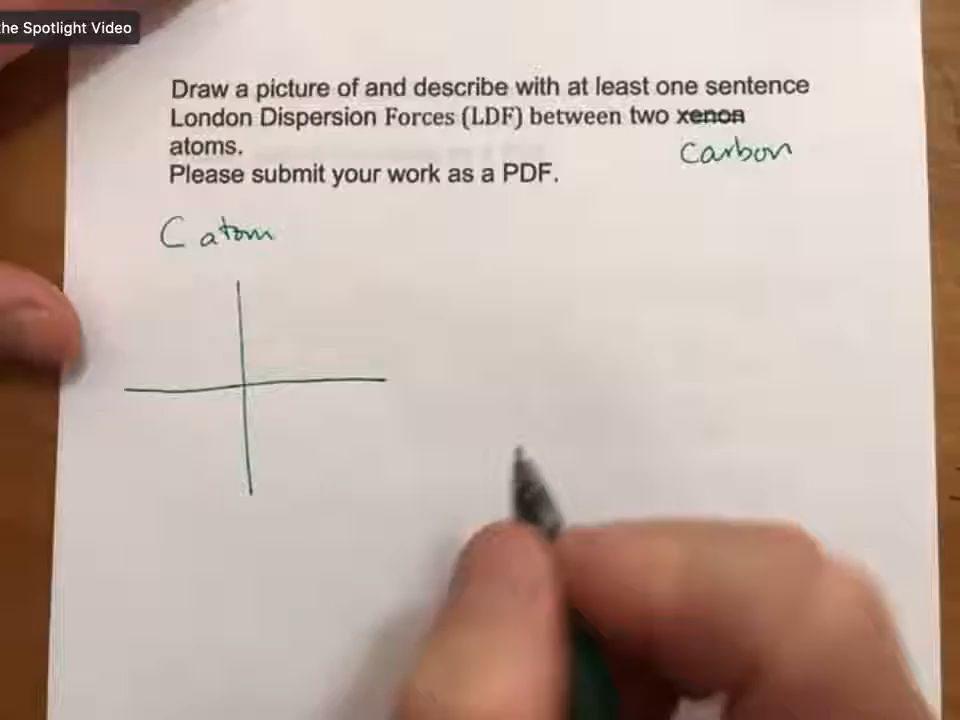 the Spotlight Video
Draw a picture of and describe with at least one sentence
London Dispersion Forces (LDF) between two xenon
atoms.
carbon
Please submit your work as a PDF.
C atom